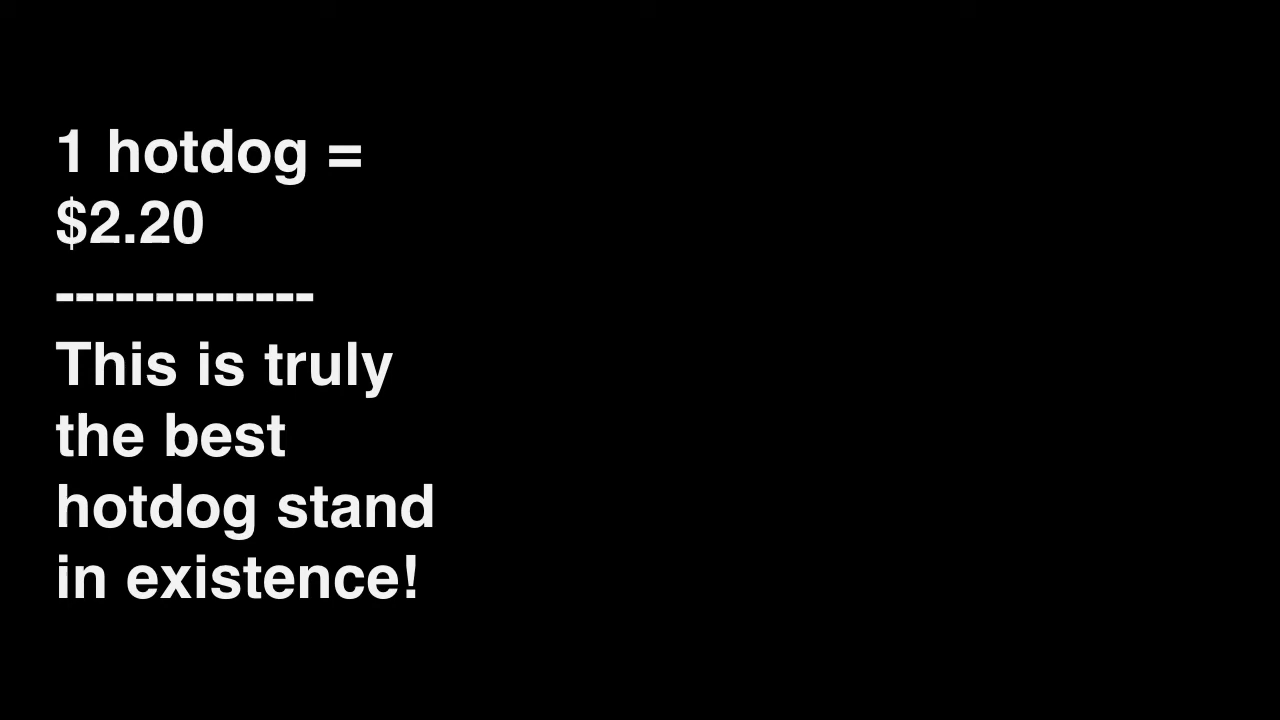 1 hotdog =
$2.20
-------------
This is truly
the best
hotdog stand
in existence!